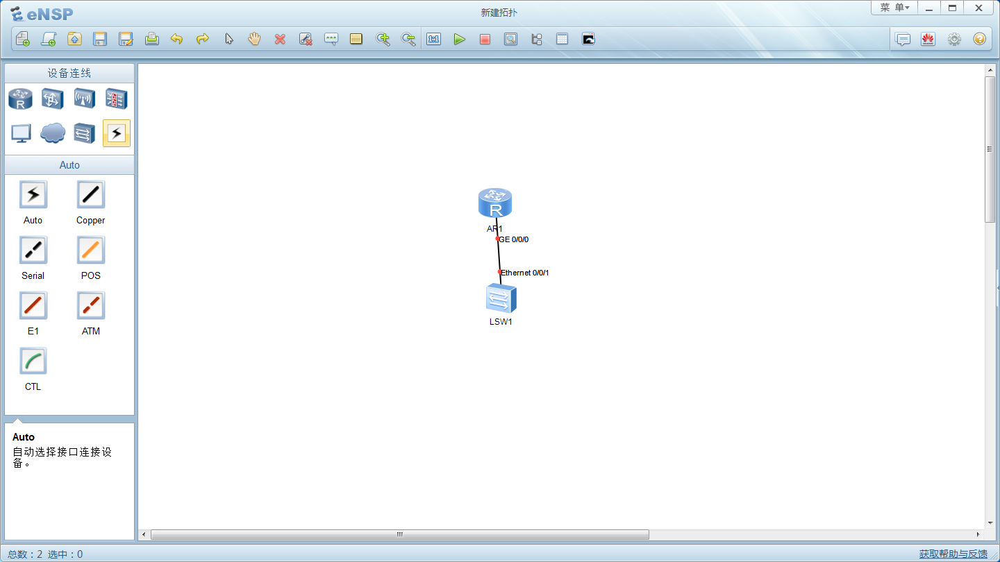 eNSP
新建拓扑
菜 单
1:1
设备连线
R
Auto
Auto
Copper
Serial
POS
E1
ATM
CTL
Auto
自动选择接口连接设
备。
R
AR1
GE 0/0/0
Ethernet 0/0/1
LSW1
总数：2 选中：0
获取帮助与反馈